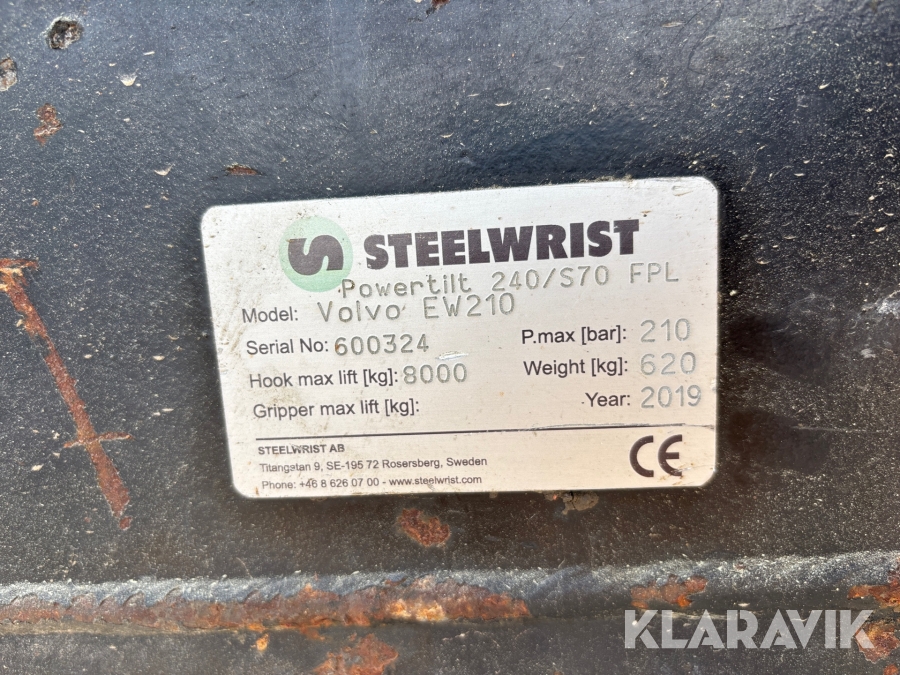 STEELWRIST
Powertilt 240/S70 FPL
Model: Volvo EW210
Serial No: 600324
P.max [bar]: 210
Hook max lift [kg]: 8000
Weight [kg]: 620
Gripper max lift [kg]:
Year: 2019
STEELWRIST AB
Titangatan 9, SE-195 72 Rosersberg, Sweden
Phone: +46 8 626 07 00 - www.steelwrist.com
CE
KLARAVIK